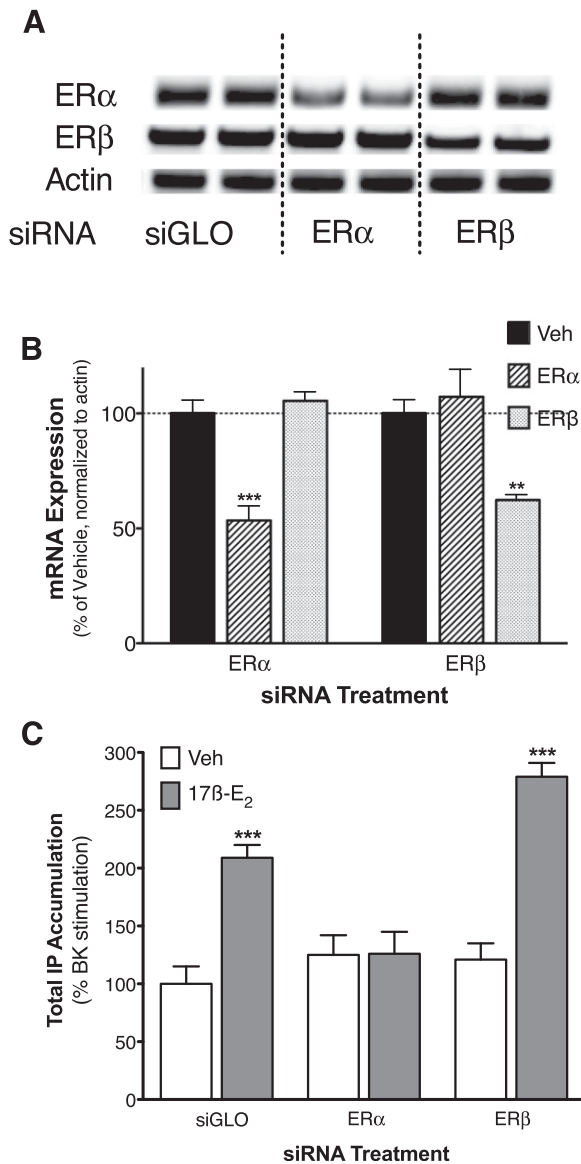 A
ERα
ERβ
Actin
siRNA siGLO ERα ERβ
B
Veh
ERα
ERβ
mRNA Expression
(% of Vehicle, normalized to actin)
100
50
0
***
**
ERα ERβ
siRNA Treatment
C
Veh
17ß-E₂
Total IP Accumulation
(% BK stimulation)
300
250
200
150
100
50
0
***
***
siGLO ERα ERβ
siRNA Treatment